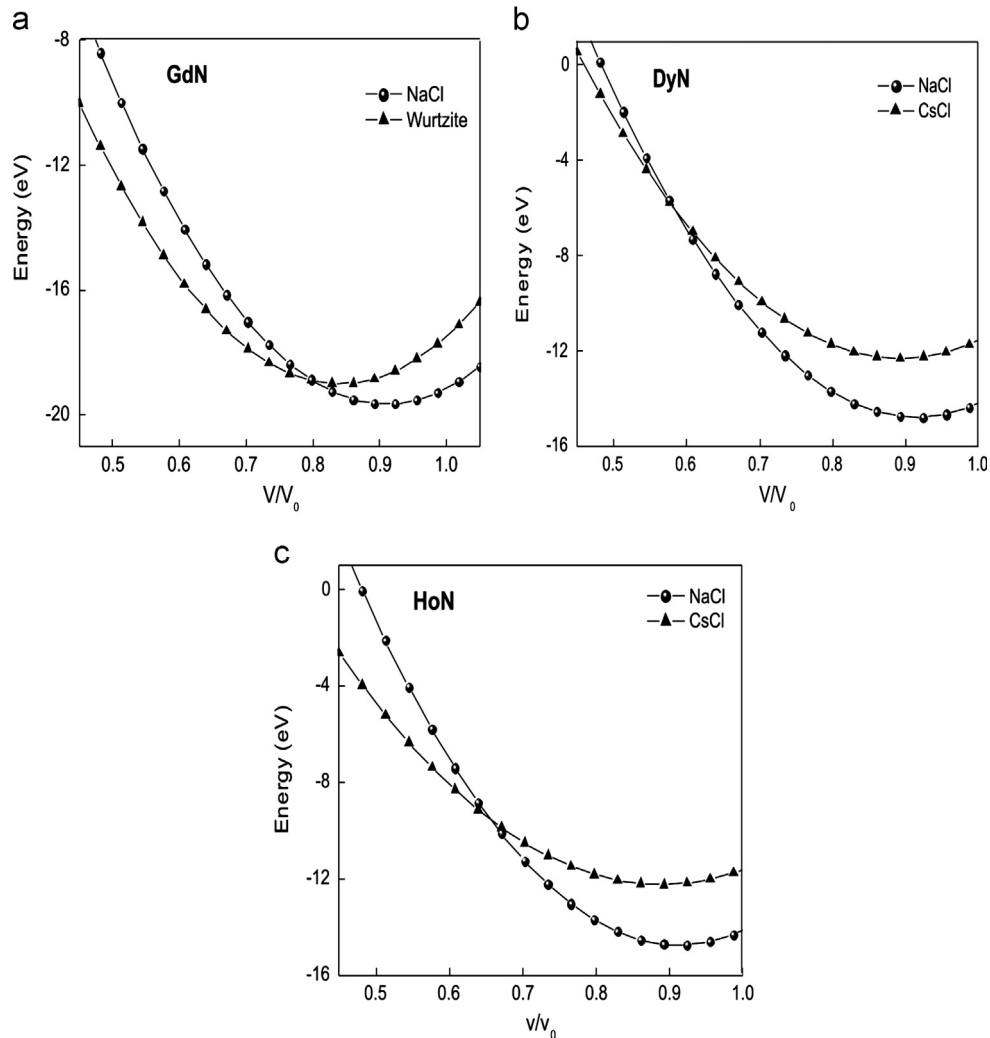 a
GdN
NaCl
Wurtzite
Energy (eV)
-8
-12
-16
-20
0.5 0.6 0.7 0.8 0.9 1.0
V/V0
b
DyN
NaCl
CsCl
Energy (eV)
0
-4
-8
-12
-16
0.5 0.6 0.7 0.8 0.9 1.0
V/V0
c
HoN
NaCl
CsCl
Energy (eV)
0
-4
-8
-12
-16
0.5 0.6 0.7 0.8 0.9 1.0
v/v0